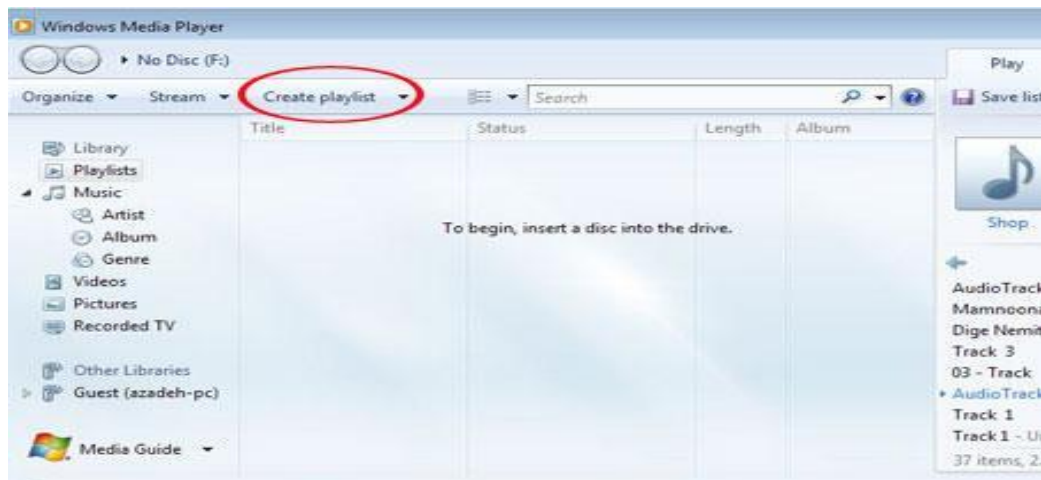 Windows Media Player
No Disc (F:)
Play
Organize Stream Create playlist Search Save list
Title Status Length Album
Library
Playlists
Music
Artist
Album
Genre
Videos
Pictures
Recorded TV
Other Libraries
Guest (azadeh-pc)
Media Guide
To begin, insert a disc into the drive.
Shop
AudioTrack
Mamnoona
Dige Nemit
Track 3
03 - Track
AudioTrack
Track 1
Track 1 - U
37 items, 2